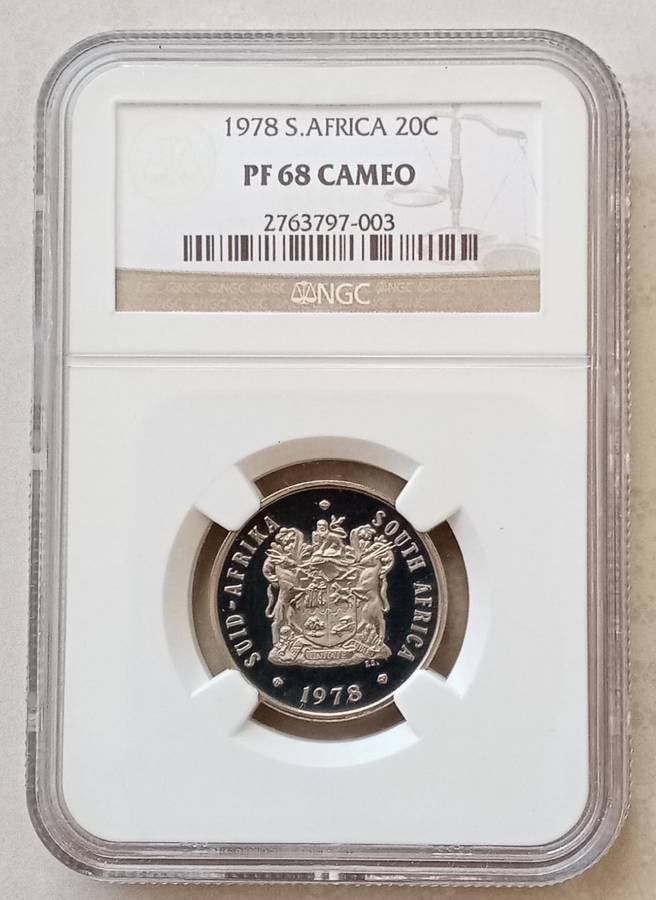 1978 S.AFRICA 20C
PF 68 CAMEO
2763797-003
NGC
SUID-AFRIKA
SOUTH AFRICA
1978